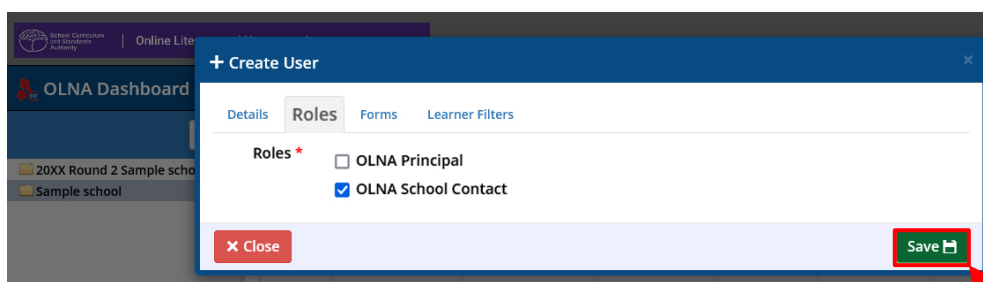 School Curriculum
and Standards
Authority
Online Lite
+ Create User
×
OLNA Dashboard
Details Roles Forms Learner Filters
Roles * OLNA Principal
OLNA School Contact
20XX Round 2 Sample scho
Sample school
× Close Save